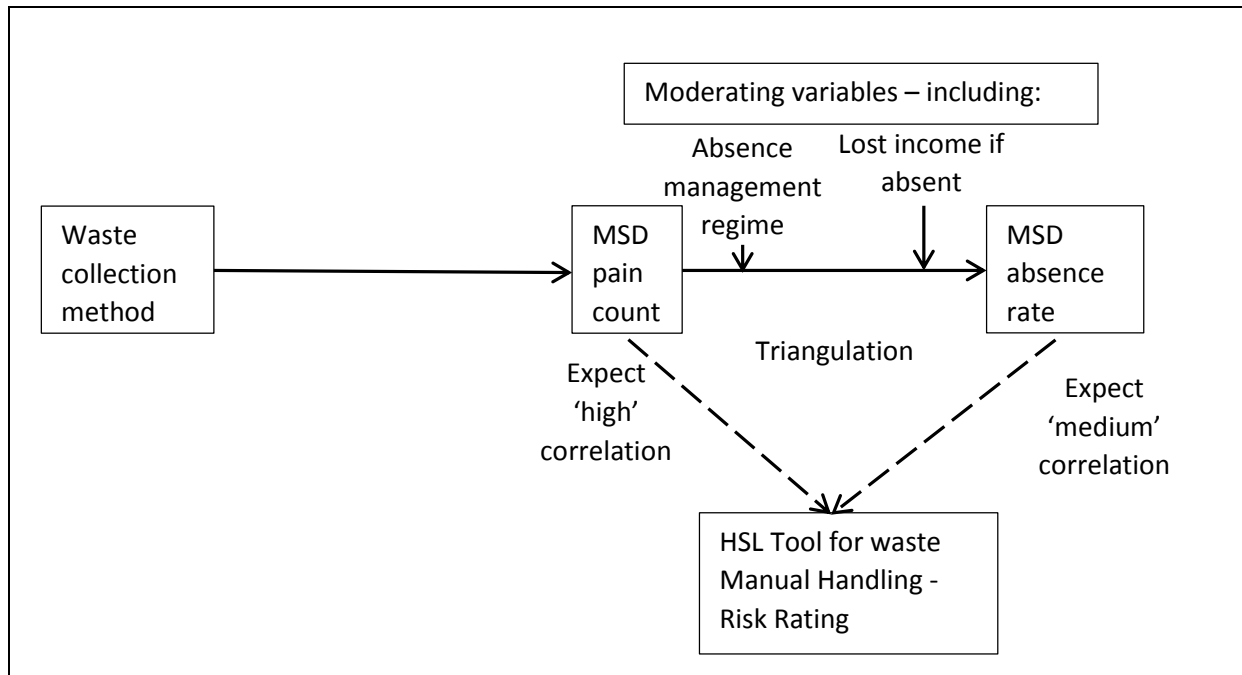 Moderating variables – including:
Absence
management
regime
Lost income if
absent
Waste
collection
method
MSD
pain
count
MSD
absence
rate
Triangulation
Expect
‘high’
correlation
Expect
‘medium’
correlation
HSL Tool for waste
Manual Handling -
Risk Rating